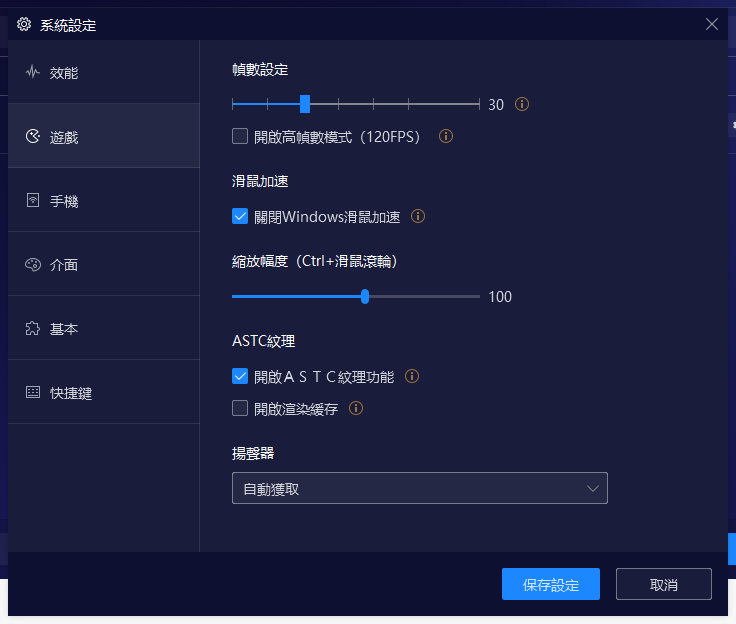 系統設定
效能
遊戲
手機
介面
基本
快捷鍵
幀數設定
30
開啟高幀數模式（120FPS）
滑鼠加速
關閉Windows滑鼠加速
縮放幅度（Ctrl+滑鼠滾輪）
100
ASTC紋理
開啟ＡＳＴＣ紋理功能
開啟渲染緩存
揚聲器
自動獲取
保存設定
取消